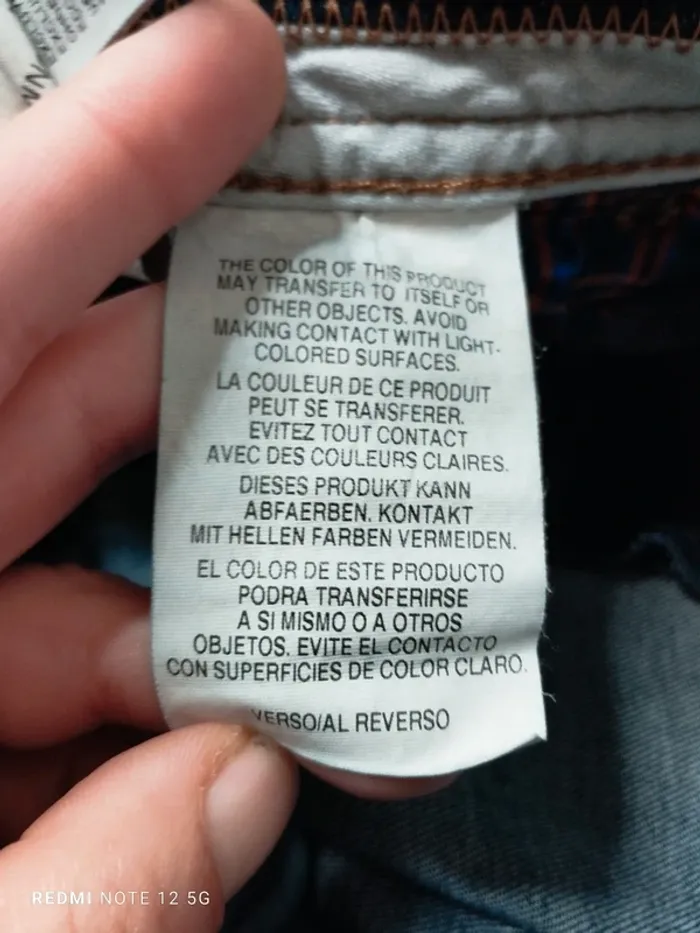 THE COLOR OF THIS PRODUCT
MAY TRANSFER TO ITSELF OR
OTHER OBJECTS. AVOID
MAKING CONTACT WITH LIGHT-
COLORED SURFACES.
LA COULEUR DE CE PRODUIT
PEUT SE TRANSFERER.
EVITEZ TOUT CONTACT
AVEC DES COULEURS CLAIRES.
DIESES PRODUKT KANN
ABFAERBEN. KONTAKT
MIT HELLEN FARBEN VERMEIDEN.
EL COLOR DE ESTE PRODUCTO
PODRA TRANSFERIRSE
A SI MISMO O A OTROS
OBJETOS. EVITE EL CONTACTO
CON SUPERFICIES DE COLOR CLARO.
VERSO/AL REVERSO
REDMI NOTE 12 5G